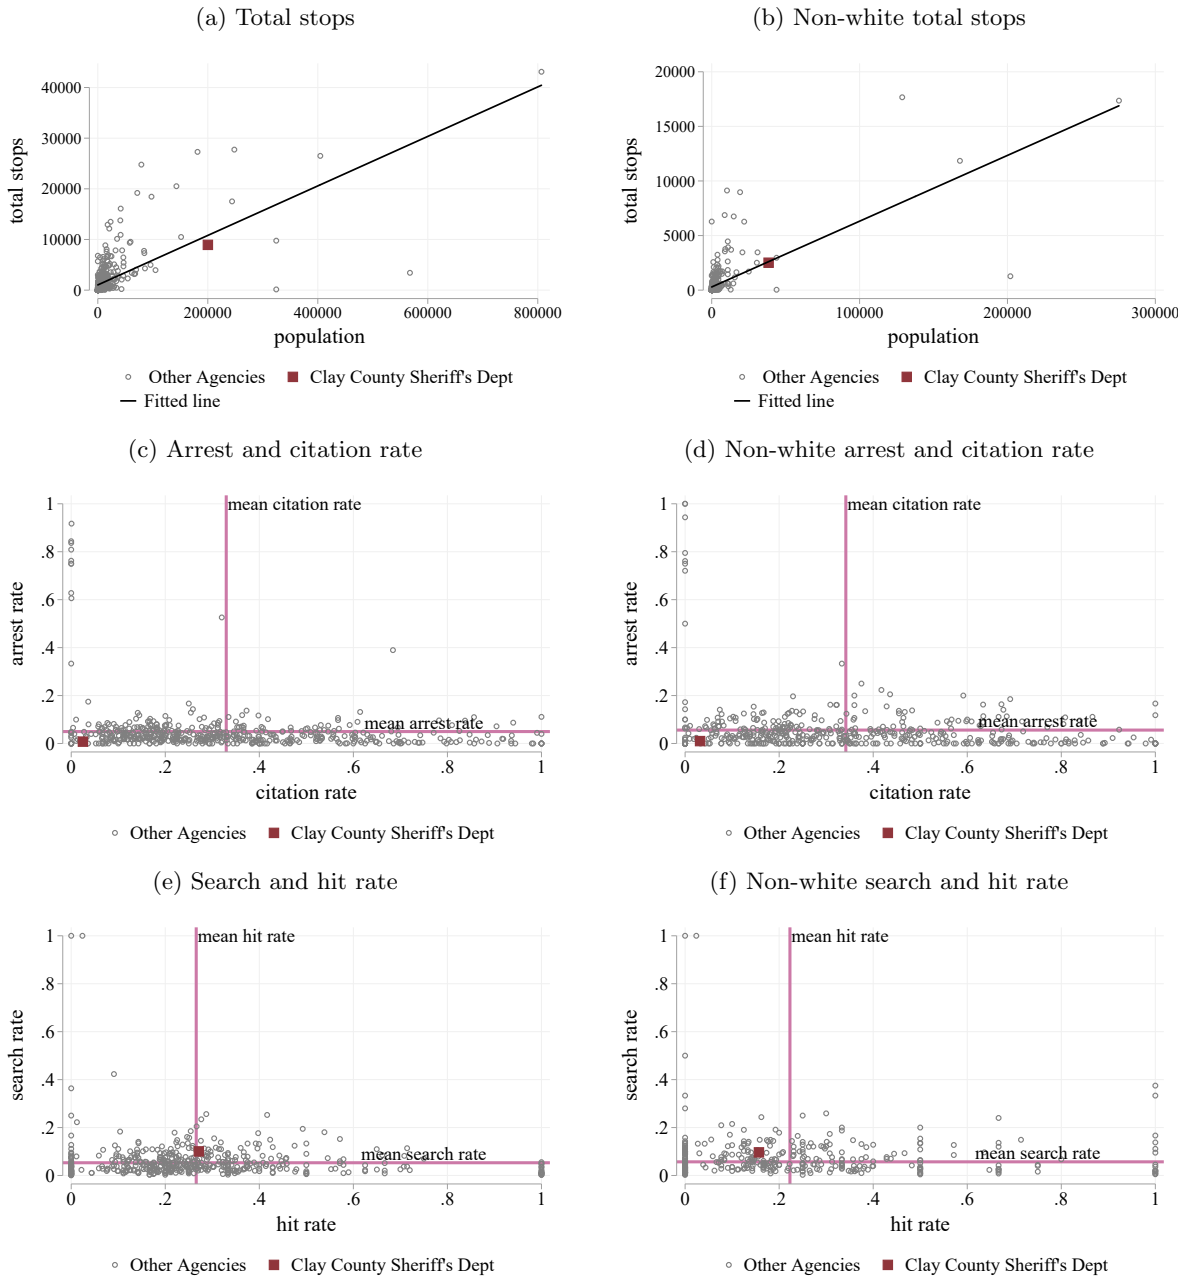 (a) Total stops
(b) Non-white total stops
total stops
40000
30000
20000
10000
0
0
200000
400000
600000
800000
population
Other Agencies
Clay County Sheriff's Dept
Fitted line
total stops
20000
15000
10000
5000
0
0
100000
200000
300000
population
Other Agencies
Clay County Sheriff's Dept
Fitted line
(c) Arrest and citation rate
(d) Non-white arrest and citation rate
arrest rate
1
.8
.6
.4
.2
0
mean citation rate
mean arrest rate
0
.2
.4
.6
.8
1
citation rate
Other Agencies
Clay County Sheriff's Dept
arrest rate
1
.8
.6
.4
.2
0
mean citation rate
mean arrest rate
0
.2
.4
.6
.8
1
citation rate
Other Agencies
Clay County Sheriff's Dept
(e) Search and hit rate
(f) Non-white search and hit rate
search rate
1
.8
.6
.4
.2
0
mean hit rate
mean search rate
0
.2
.4
.6
.8
1
hit rate
Other Agencies
Clay County Sheriff's Dept
search rate
1
.8
.6
.4
.2
0
mean hit rate
mean search rate
0
.2
.4
.6
.8
1
hit rate
Other Agencies
Clay County Sheriff's Dept